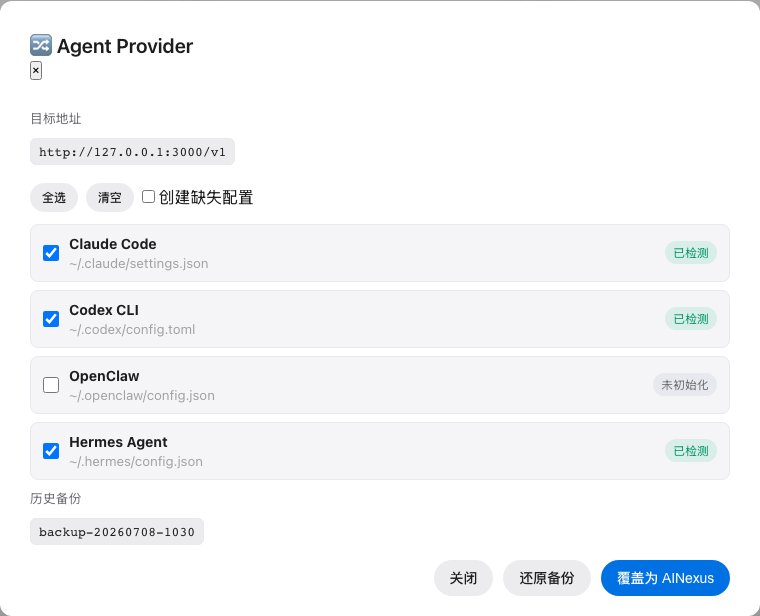 🔀 Agent Provider
×
目标地址
http://127.0.0.1:3000/v1
全选 清空 创建缺失配置
Claude Code
~/.claude/settings.json
已检测
Codex CLI
~/.codex/config.toml
已检测
OpenClaw
~/.openclaw/config.json
未初始化
Hermes Agent
~/.hermes/config.json
已检测
历史备份
backup-20260708-1030
关闭 还原备份 覆盖为 AINexus